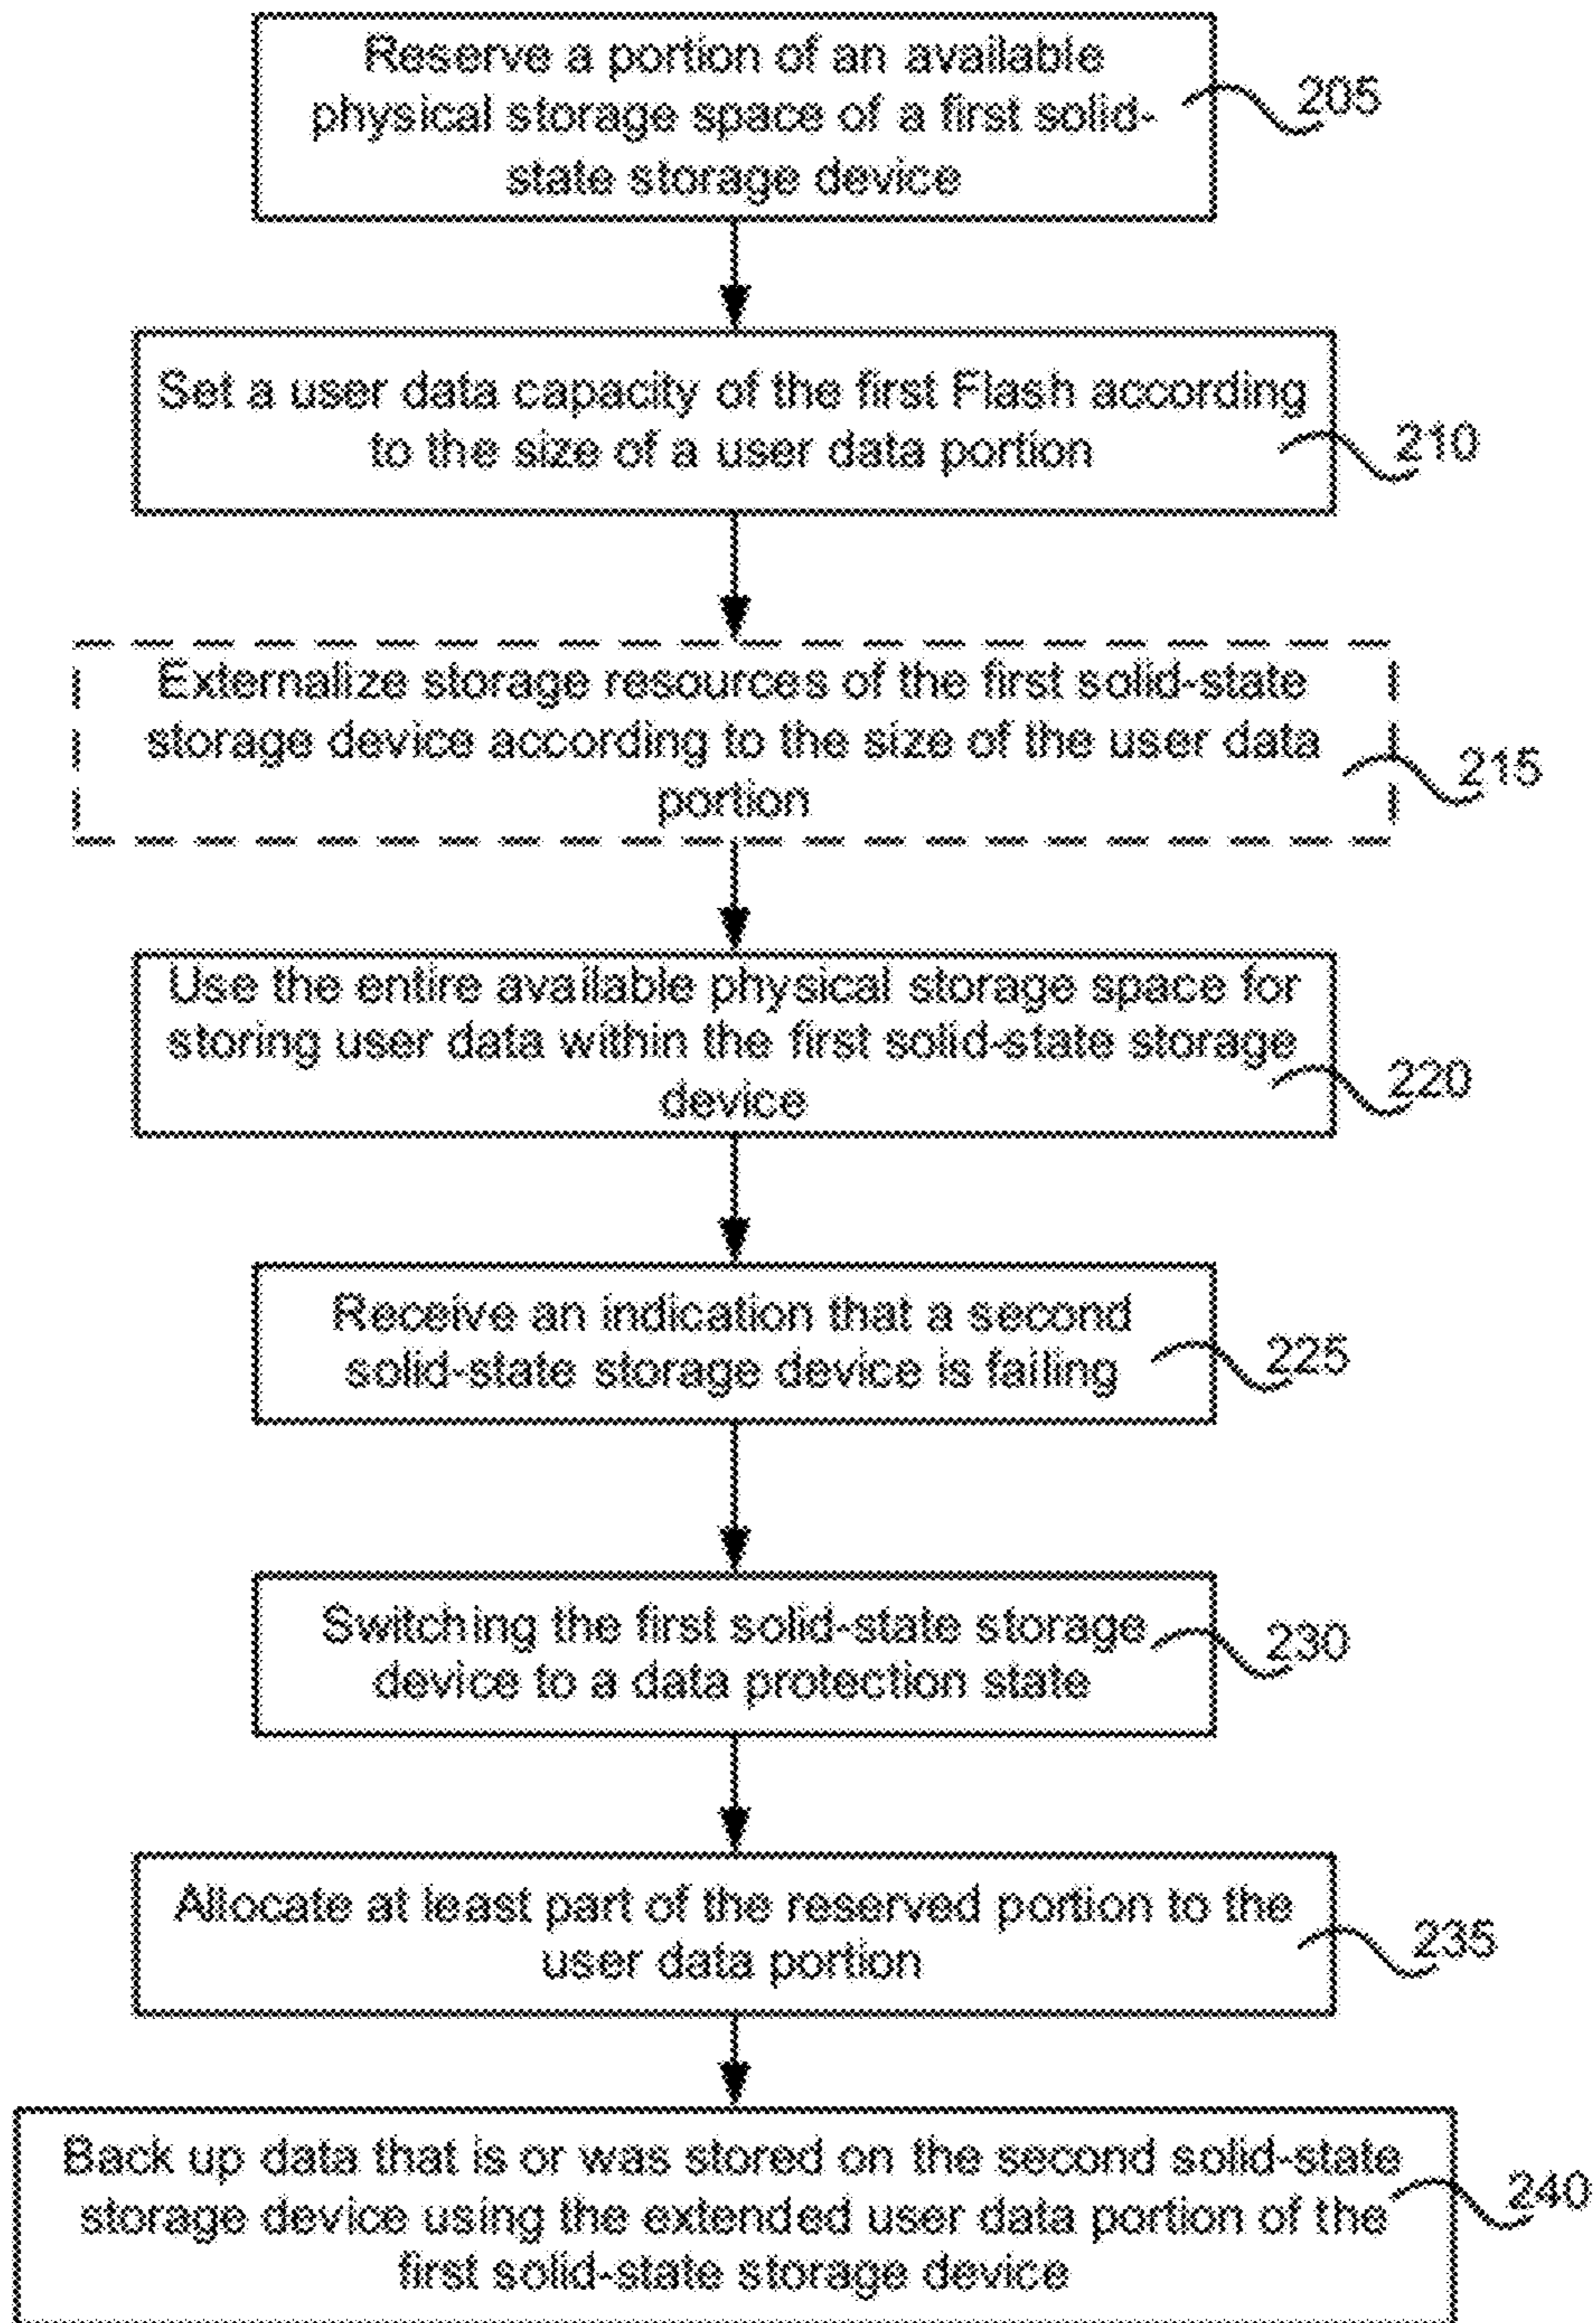 Reserve a portion of an available
physical storage space of a first solid-
state storage device
205
Set a user data capacity of the first Flash according
to the size of a user data portion
210
Externalize storage resources of the first solid-state
storage device according to the size of the user data
portion
215
Use the entire available physical storage space for
storing user data within the first solid-state storage
device
220
Receive an indication that a second
solid-state storage device is failing
225
Switching the first solid-state storage
device to a data protection state
230
Allocate at least part of the reserved portion to the
user data portion
235
Back up data that is or was stored on the second solid-state
storage device using the extended user data portion of the
first solid-state storage device
240